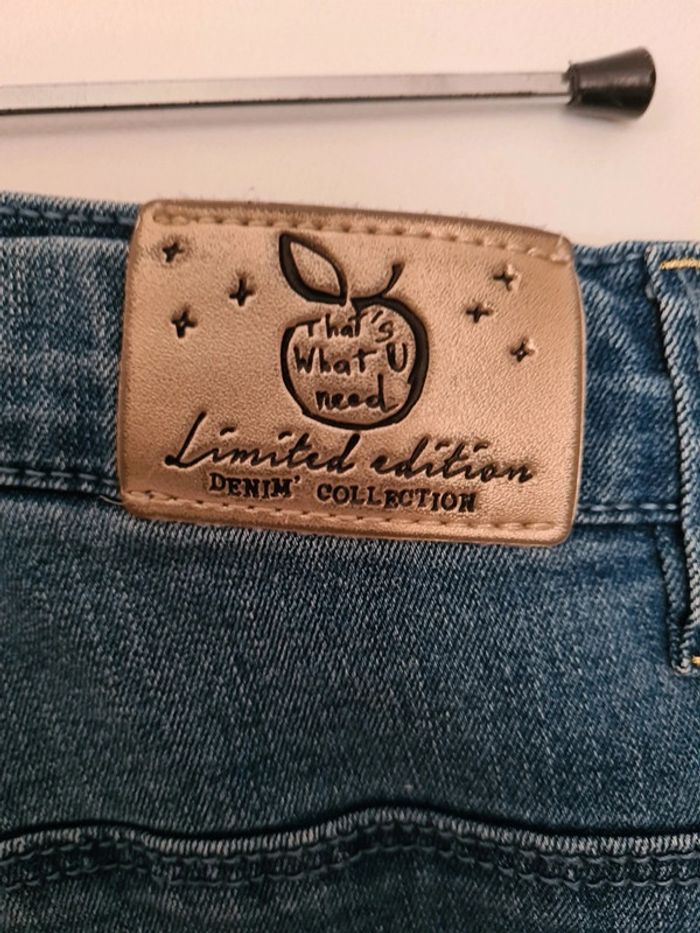 That's
What U
need
Limited edition
DENIM' COLLECTION